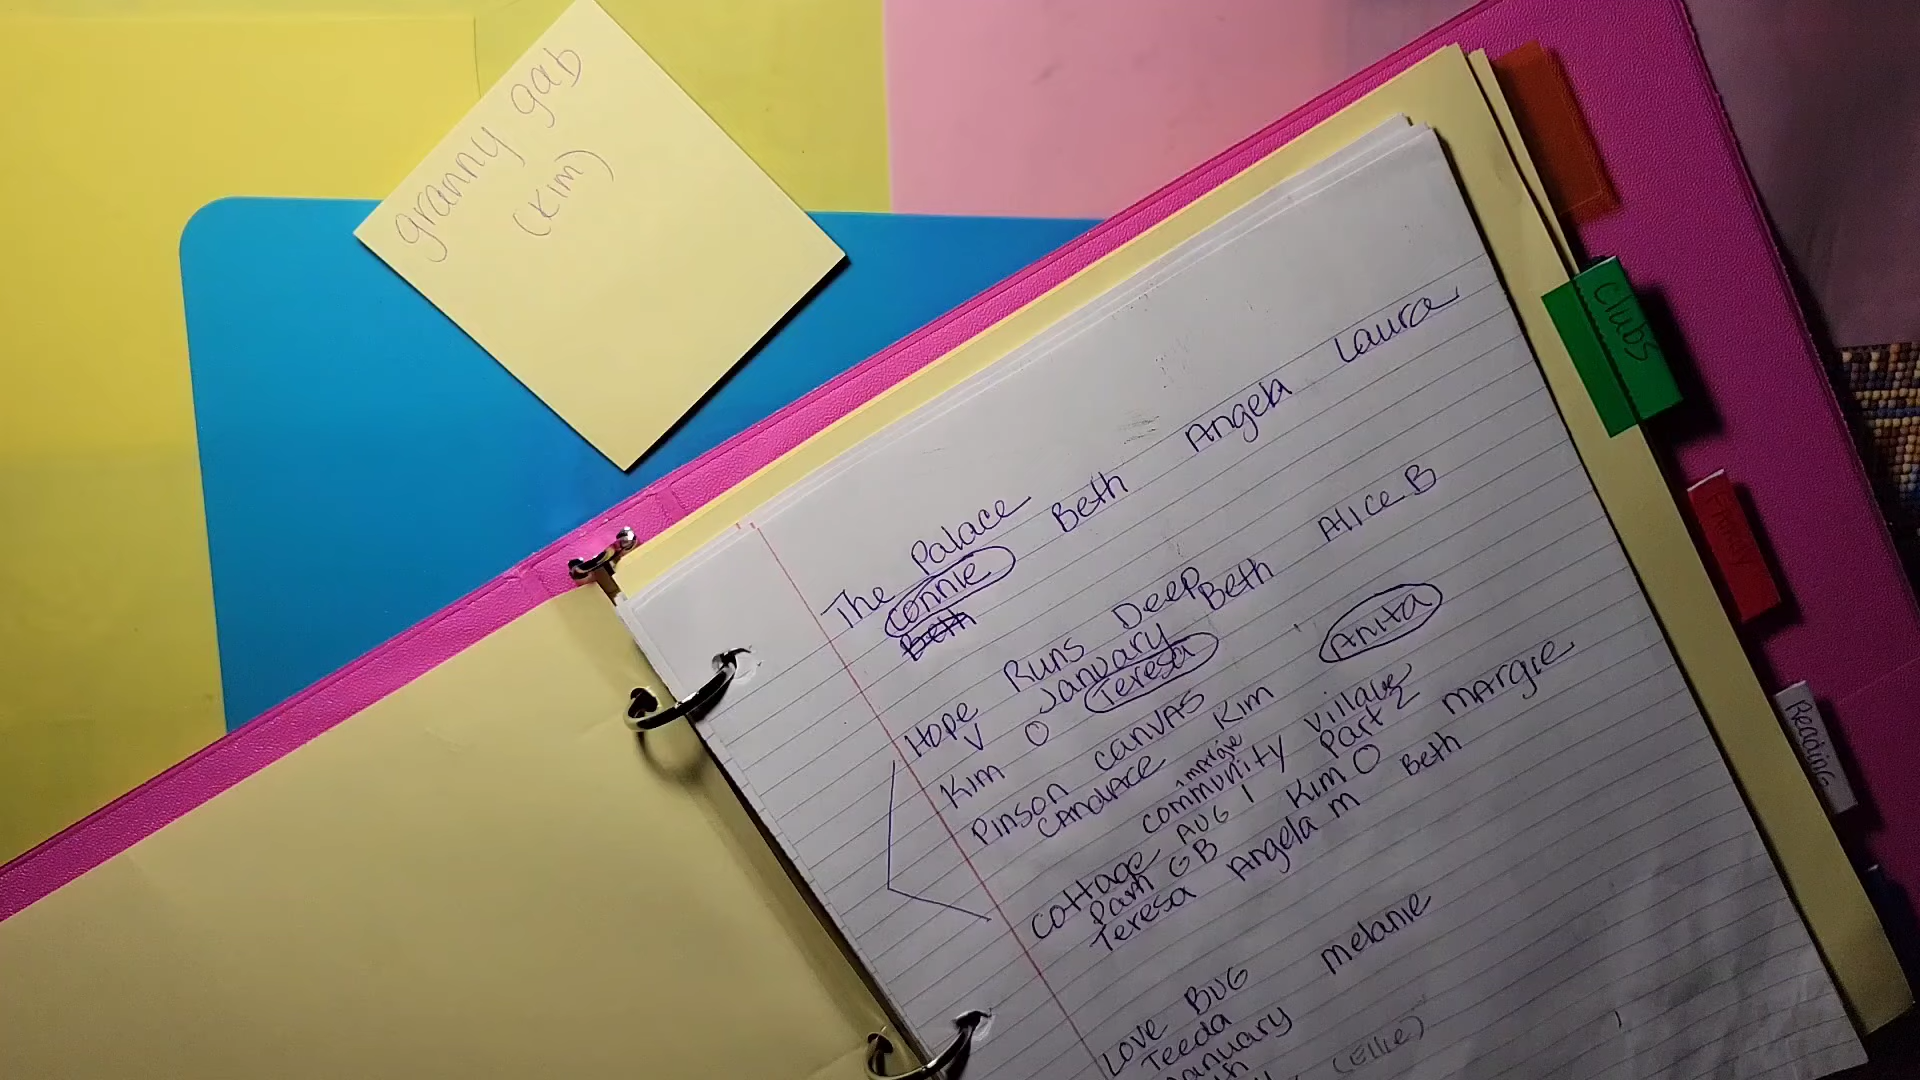 granny gab
(Kim)
The Palace
Connie Beth Angela Laura
Beth
Hope Runs Deep
V January Beth Alice B
Kim O Teresa
Pinson Canvas
Candace Kim Anita
Margie
Cottage Community Village
Aug 1 Part 2
Pam GB Kim O Margie
Teresa Angela M Beth
Love Bug
Teeda Melanie
January
(Ellie)
Clubs
Reading